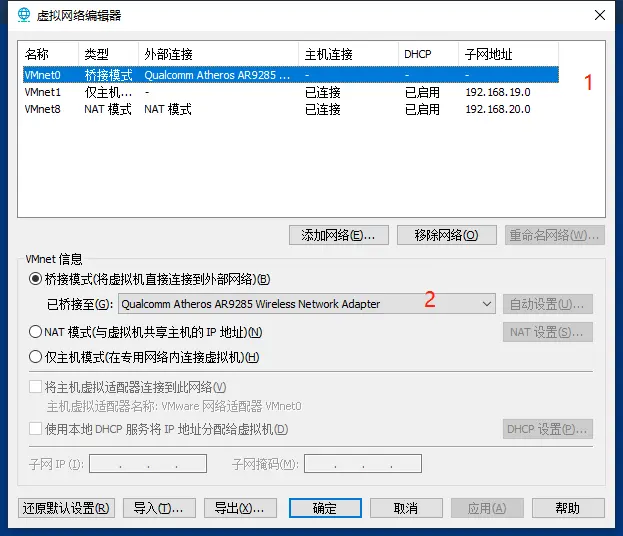 虚拟网络编辑器
名称 类型 外部连接 主机连接 DHCP 子网地址
VMnet0 桥接模式 Qualcomm Atheros AR9285 ... - - -
VMnet1 仅主机... - 已连接 已启用 192.168.19.0
VMnet8 NAT 模式 NAT 模式 已连接 已启用 192.168.20.0
1
添加网络(E)... 移除网络(O) 重命名网络(W)...
VMnet 信息
桥接模式(将虚拟机直接连接到外部网络)(B)
已桥接至(G): Qualcomm Atheros AR9285 Wireless Network Adapter 2 自动设置(U)...
NAT 模式(与虚拟机共享主机的 IP 地址)(N) NAT 设置(S)...
仅主机模式(在专用网络内连接虚拟机)(H)
将主机虚拟适配器连接到此网络(V)
主机虚拟适配器名称: VMware 网络适配器 VMnet0
使用本地 DHCP 服务将 IP 地址分配给虚拟机(D) DHCP 设置(P)...
子网 IP (I): . . . 子网掩码(M): . . .
还原默认设置(R) 导入(T)... 导出(X)... 确定 取消 应用(A) 帮助